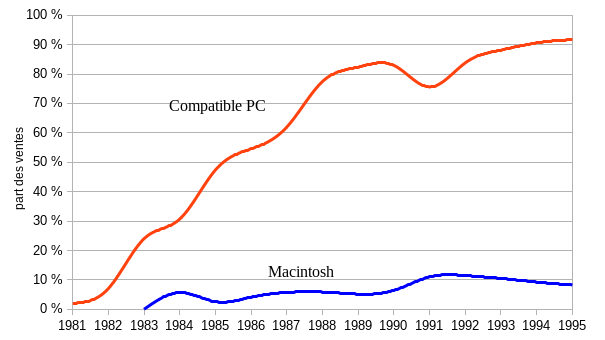 100 %
90 %
80 %
70 %
60 %
50 %
40 %
30 %
20 %
10 %
0 %
part des ventes
Compatible PC
Macintosh
1981 1982 1983 1984 1985 1986 1987 1988 1989 1990 1991 1992 1993 1994 1995